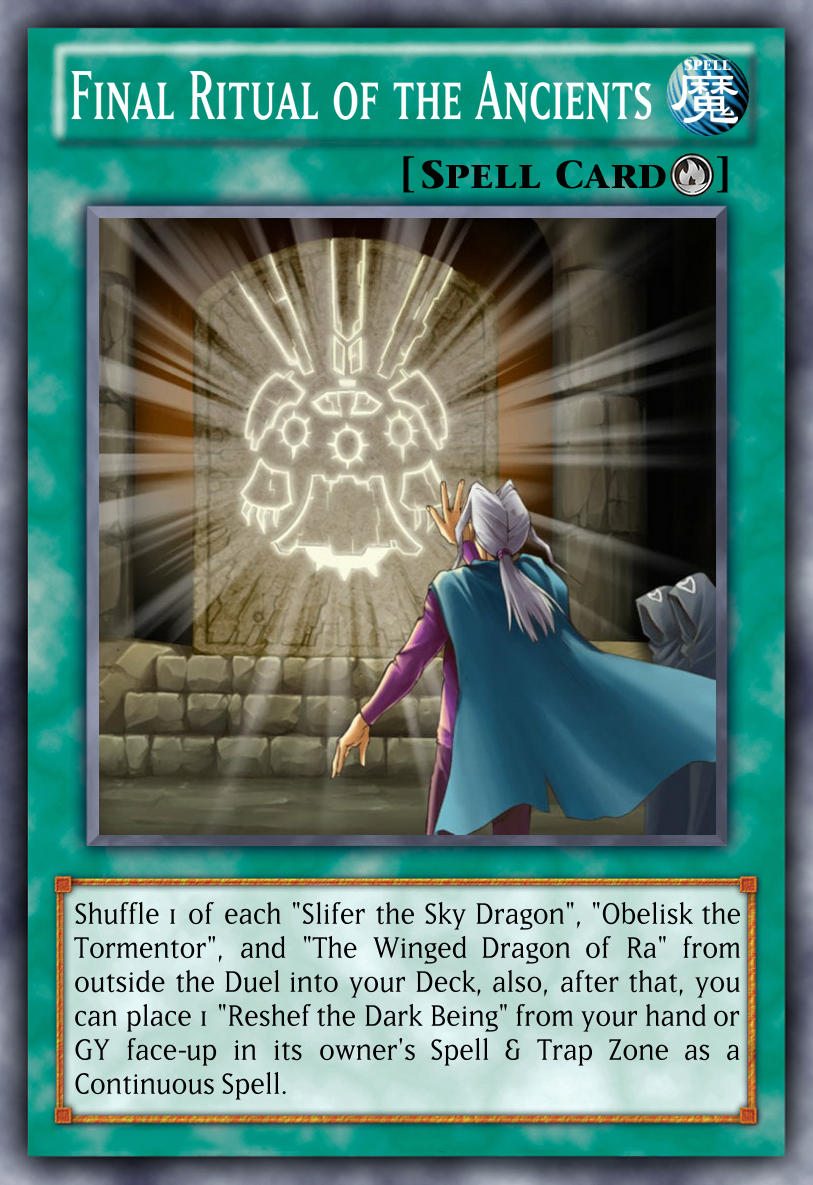 Final Ritual of the Ancients
SPELL
魔
[Spell Card]
Shuffle 1 of each "Slifer the Sky Dragon", "Obelisk the
Tormentor", and "The Winged Dragon of Ra" from
outside the Duel into your Deck, also, after that, you
can place 1 "Reshef the Dark Being" from your hand or
GY face-up in its owner's Spell & Trap Zone as a
Continuous Spell.